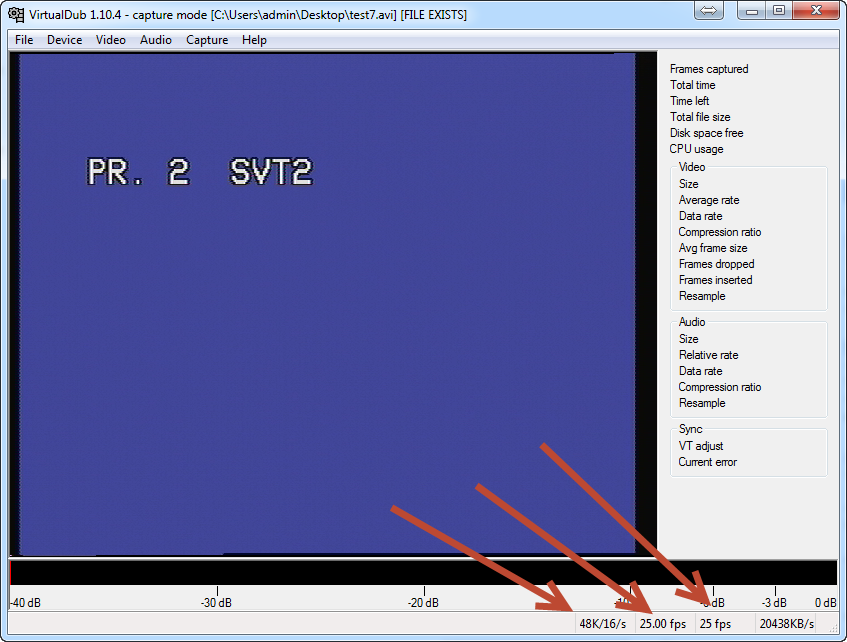 VirtualDub 1.10.4 - capture mode [C:\Users\admin\Desktop\test7.avi] [FILE EXISTS]
File Device Video Audio Capture Help
PR. 2 SVT2
Frames captured
Total time
Time left
Total file size
Disk space free
CPU usage
Video
Size
Average rate
Data rate
Compression ratio
Avg frame size
Frames dropped
Frames inserted
Resample
Audio
Size
Relative rate
Data rate
Compression ratio
Resample
Sync
VT adjust
Current error
-40 dB -30 dB -20 dB dB -3 dB 0 dB
48K/16/s 25.00 fps 25 fps 20438KB/s